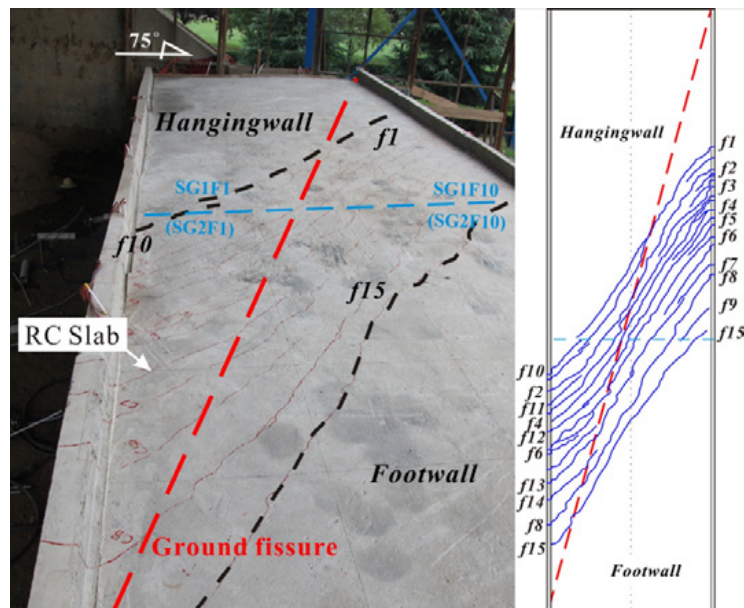 75°
Hangingwall
f1
SG1F1
SG1F10
(SG2F1)
(SG2F10)
f10
f15
RC Slab
Footwall
Ground fissure
Hangingwall
f1
f2
f3
f4
f5
f6
f7
f8
f9
f15
f10
f2
f11
f4
f12
f6
f13
f14
f8
f15
Footwall